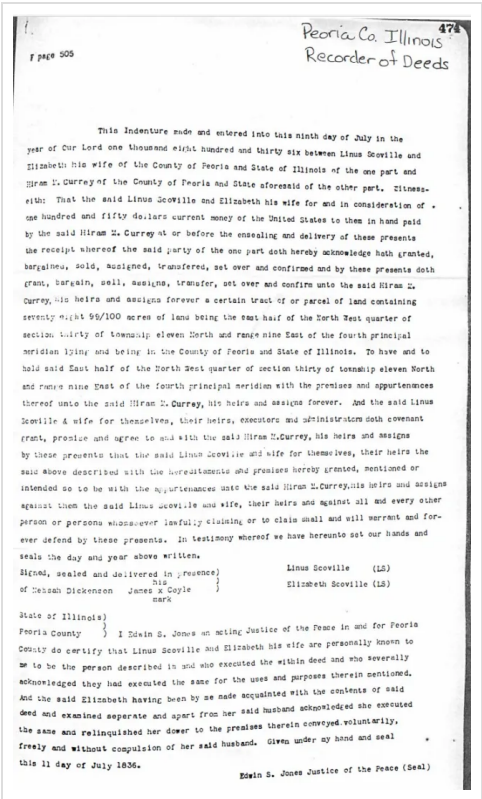 474
Peoria Co. Illinois
Recorder of Deeds
F page 505
This Indenture made and entered into this ninth day of July in the
year of Our Lord one thousand eight hundred and thirty six between Linus Scoville and
Elizabeth his wife of the County of Peoria and State of Illinois of the one part and
Hiram M. Currey of the County of Peoria and State aforesaid of the other part. Witness-
eith: That the said Linus Scoville and Elizabeth his wife for and in consideration of
one hundred and fifty dollars current money of the United States to them in hand paid
by the said Hiram M. Currey at or before the ensealing and delivery of these presents
the receipt whereof the said party of the one part doth hereby acknowledge hath granted,
bargained, sold, assigned, transfered, set over and confirmed and by these presents doth
grant, bargain, sell, assigns, transfer, set over and confirm unto the said Hiram M.
Currey, his heirs and assigns forever a certain tract of or parcel of land containing
seventy eight 99/100 acres of land being the east half of the North West quarter of
section thirty of township eleven North and range nine East of the fourth principal
meridian lying and being in the County of Peoria and State of Illinois. To have and to
hold said East half of the North West quarter of section thirty of township eleven North
and range nine East of the fourth principal meridian with the premises and appurtenances
thereof unto the said Hiram M. Currey, his heirs and assigns forever. And the said Linus
Scoville & wife for themselves, their heirs, executors and administrators doth covenant
grant, promise and agree to and with the said Hiram M.Currey, his heirs and assigns
by these presents that the said Linus Scoville and wife for themselves, their heirs the
said above described with the hereditaments and premises hereby granted, mentioned or
intended so to be with the appurtenances unto the said Hiram M.Currey,his heirs and assigns
against them the said Linus Scoville and wife, their heirs and against all and every other
person or persons whomsoever lawfully claiming or to claim shall and will warrent and for-
ever defend by these presents. In testimony whereof we have hereunto set our hands and
seals the day and year above written.
Signed, sealed and delivered in presence) Linus Scoville (LS)
his )
of Mehsah Dickenson James x Coyle ) Elizabeth Scoville (LS)
mark
State of Illinois)
)
Peoria County ) I Edwin S. Jones an acting Justice of the Peace in and for Peoria
County do certify that Linus Scoville and Elizabeth his wife are personally known to
me to be the person described in and who executed the within deed and who severally
acknowledged they had executed the same for the uses and purposes therein mentioned.
And the said Elizabeth having been by me made acquainted with the contents of said
deed and examined seperate and apart from her said husband acknowledged she executed
the same and relinquished her dower to the premises therein conveyed.voluntarily,
freely and without compulsion of her said husband. Given under my hand and seal
this 11 day of July 1836.
Edwin S. Jones Justice of the Peace (Seal)